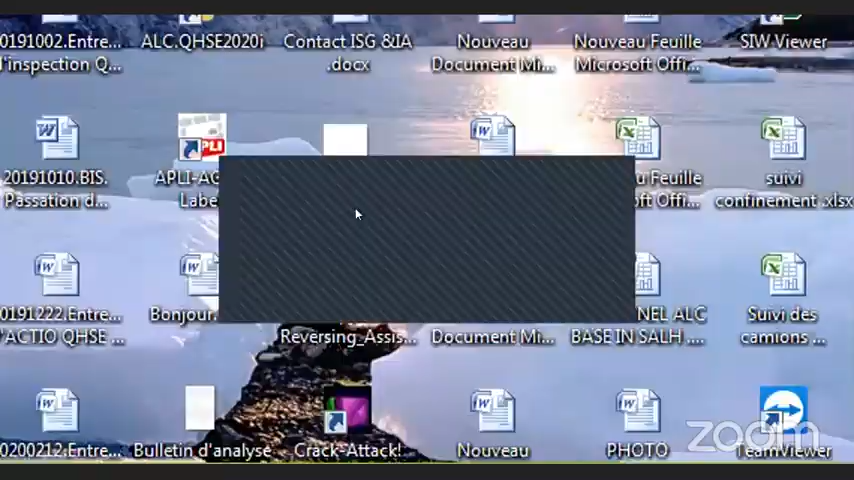 0191002.Entre... ALC.QHSE2020i Contact ISG &IA Nouveau Nouveau Feuille SIW Viewer
l'inspection Q... .docx Document Mi... Microsoft Offi...
20191010.BIS. APLI-AG u Feuille suivi
Passation d... Labe ft Offi... confinement .xlsx
0191222.Entre... Bonjour. NEL ALC Suivi des
'ACTIO QHSE ... Reversing_Assis... Document Mi... BASE IN SALH .... camions ...
0200212.Entre... Bulletin d'analyse Crack-Attack! Nouveau PHOTO TeamViewer
zoom